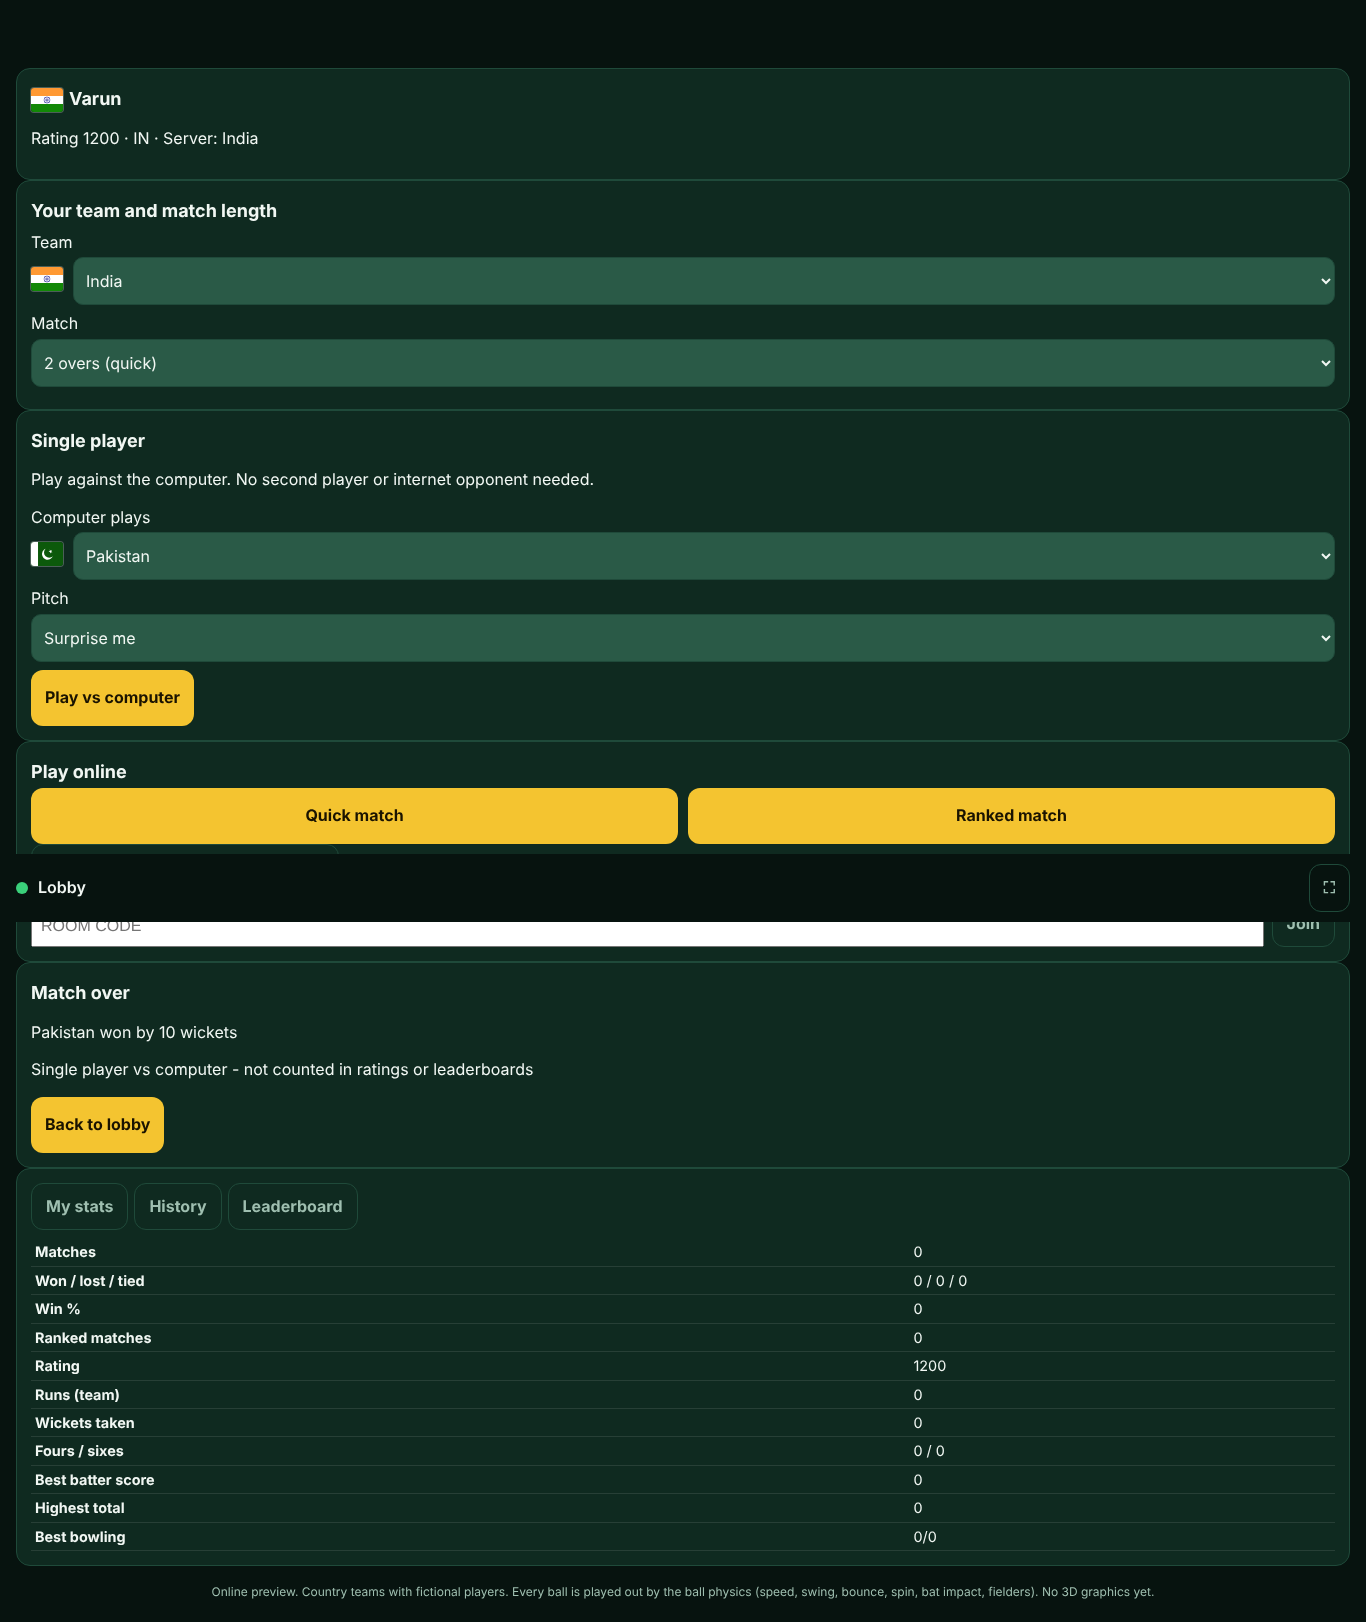 Varun
Rating 1200 · IN · Server: India
Your team and match length
Team
India
Match
2 overs (quick)
Single player
Play against the computer. No second player or internet opponent needed.
Computer plays
Pakistan
Pitch
Surprise me
Play vs computer
Play online
Quick match
Ranked match
Lobby
ROOM CODE
Join
Match over
Pakistan won by 10 wickets
Single player vs computer - not counted in ratings or leaderboards
Back to lobby
My stats
History
Leaderboard
Matches 0
Won / lost / tied 0 / 0 / 0
Win % 0
Ranked matches 0
Rating 1200
Runs (team) 0
Wickets taken 0
Fours / sixes 0 / 0
Best batter score 0
Highest total 0
Best bowling 0/0
Online preview. Country teams with fictional players. Every ball is played out by the ball physics (speed, swing, bounce, spin, bat impact, fielders). No 3D graphics yet.